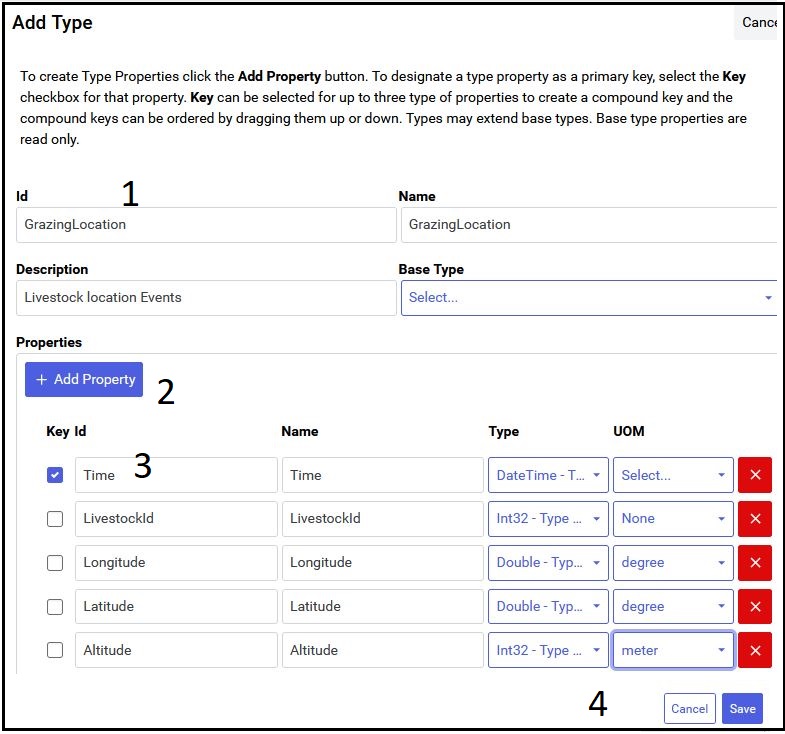 Add Type
Cance
To create Type Properties click the Add Property button. To designate a type property as a primary key, select the Key
checkbox for that property. Key can be selected for up to three type of properties to create a compound key and the
compound keys can be ordered by dragging them up or down. Types may extend base types. Base type properties are
read only.
1
Id Name
GrazingLocation GrazingLocation
Description Base Type
Livestock location Events Select...
Properties
+ Add Property
2
Key Id Name Type UOM
3
Time Time DateTime - T... Select...
LivestockId LivestockId Int32 - Type ... None
Longitude Longitude Double - Typ... degree
Latitude Latitude Double - Typ... degree
Altitude Altitude Int32 - Type ... meter
4
Cancel Save